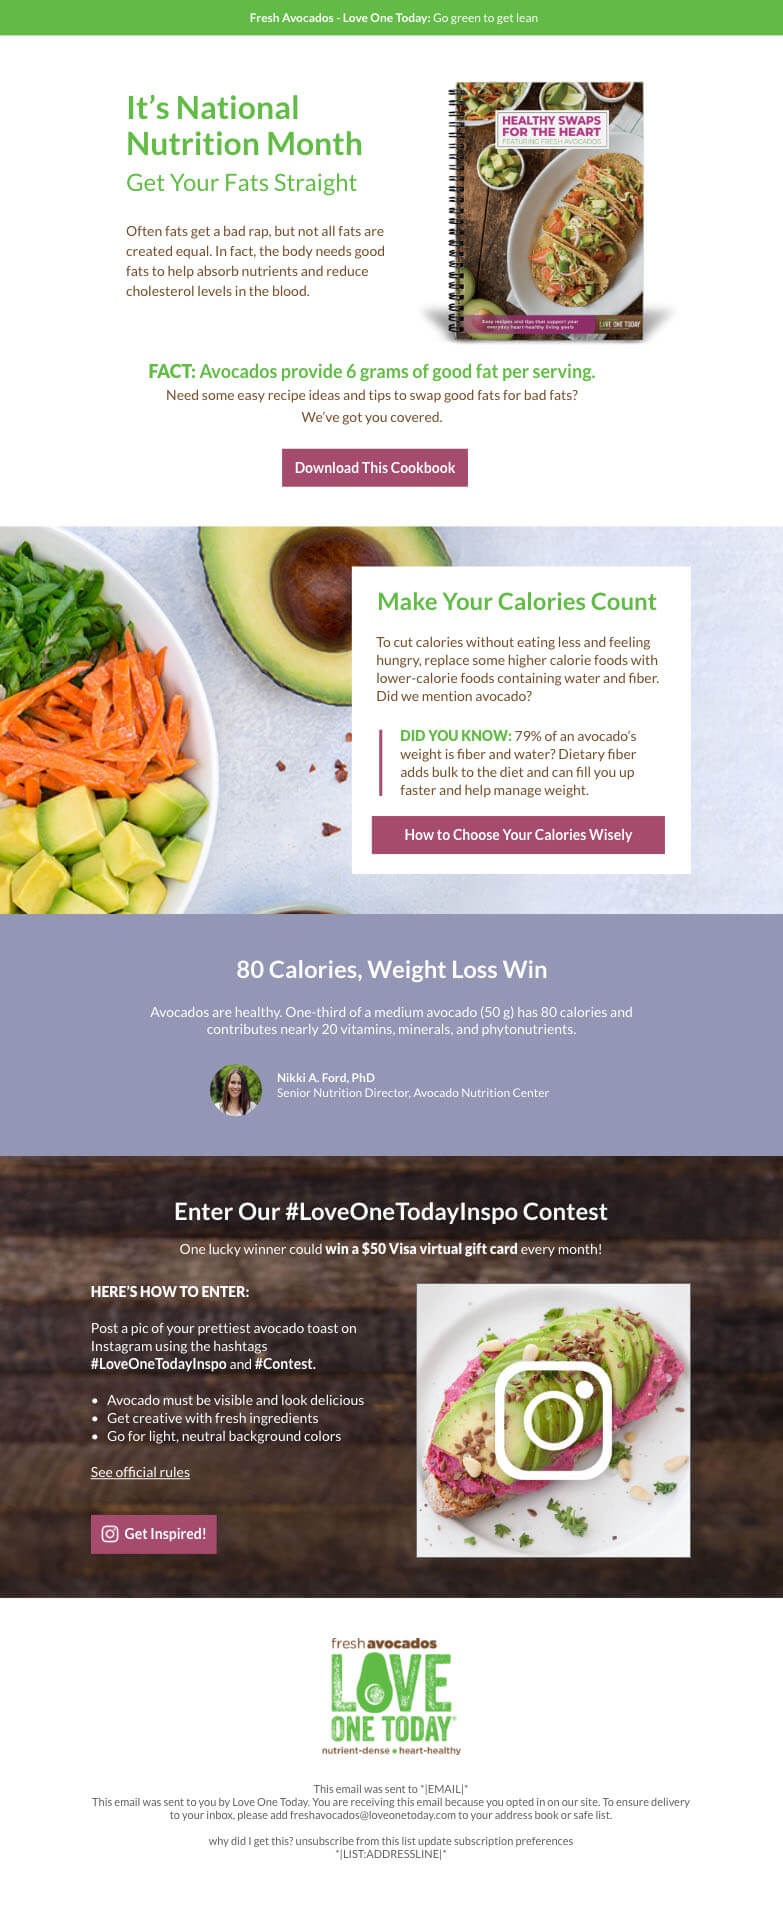 Fresh Avocados - Love One Today: Go green to get lean
It's National
Nutrition Month
Get Your Fats Straight
Often fats get a bad rap, but not all fats are
created equal. In fact, the body needs good
fats to help absorb nutrients and reduce
cholesterol levels in the blood.
HEALTHY SWAPS
FOR THE HEART
FEATURING FRESH AVOCADOS
Easy recipes and tips that support your
everyday heart-healthy living goals
LOVE ONE TODAY
FACT: Avocados provide 6 grams of good fat per serving.
Need some easy recipe ideas and tips to swap good fats for bad fats?
We've got you covered.
Download This Cookbook
Make Your Calories Count
To cut calories without eating less and feeling
hungry, replace some higher calorie foods with
lower-calorie foods containing water and fiber.
Did we mention avocado?
DID YOU KNOW: 79% of an avocado's
weight is fiber and water? Dietary fiber
adds bulk to the diet and can fill you up
faster and help manage weight.
How to Choose Your Calories Wisely
80 Calories, Weight Loss Win
Avocados are healthy. One-third of a medium avocado (50 g) has 80 calories and
contributes nearly 20 vitamins, minerals, and phytonutrients.
Nikki A. Ford, PhD
Senior Nutrition Director, Avocado Nutrition Center
Enter Our #LoveOneTodayInspo Contest
One lucky winner could win a $50 Visa virtual gift card every month!
HERE'S HOW TO ENTER:
Post a pic of your prettiest avocado toast on
Instagram using the hashtags
#LoveOneTodayInspo and #Contest.
• Avocado must be visible and look delicious
• Get creative with fresh ingredients
• Go for light, neutral background colors
See official rules
Get Inspired!
fresh avocados
LOVE
ONE TODAY®
nutrient-dense • heart-healthy
This email was sent to *|EMAIL|*
This email was sent to you by Love One Today. You are receiving this email because you opted in on our site. To ensure delivery
to your inbox, please add freshavocados@loveonetoday.com to your address book or safe list.
why did I get this? unsubscribe from this list update subscription preferences
*|LIST:ADDRESSLINE|*